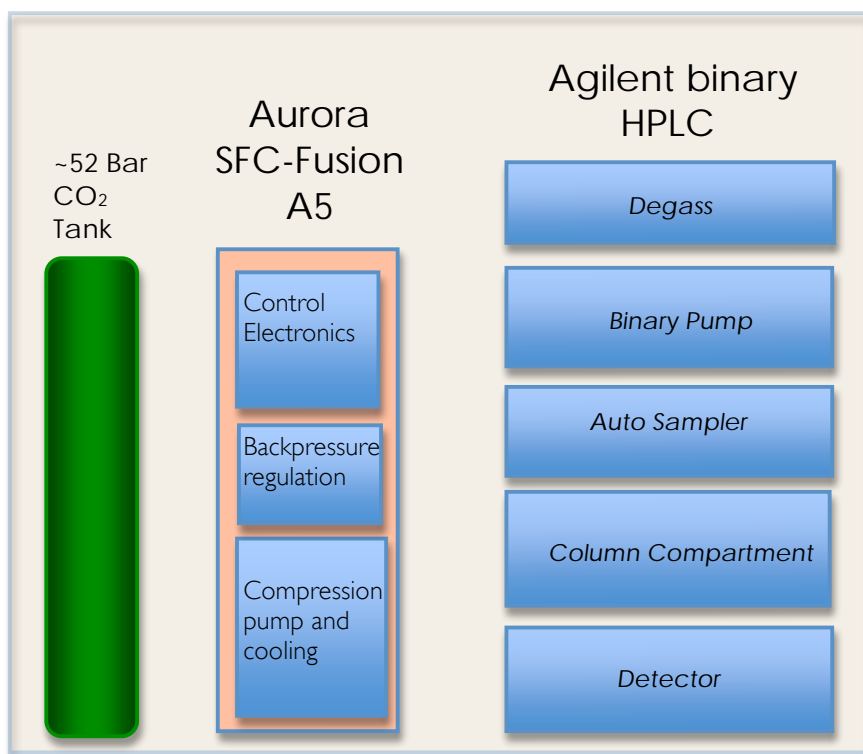 ~52 Bar
CO₂
Tank
Aurora
SFC-Fusion
A5
Control
Electronics
Backpressure
regulation
Compression
pump and
cooling
Agilent binary
HPLC
Degass
Binary Pump
Auto Sampler
Column Compartment
Detector